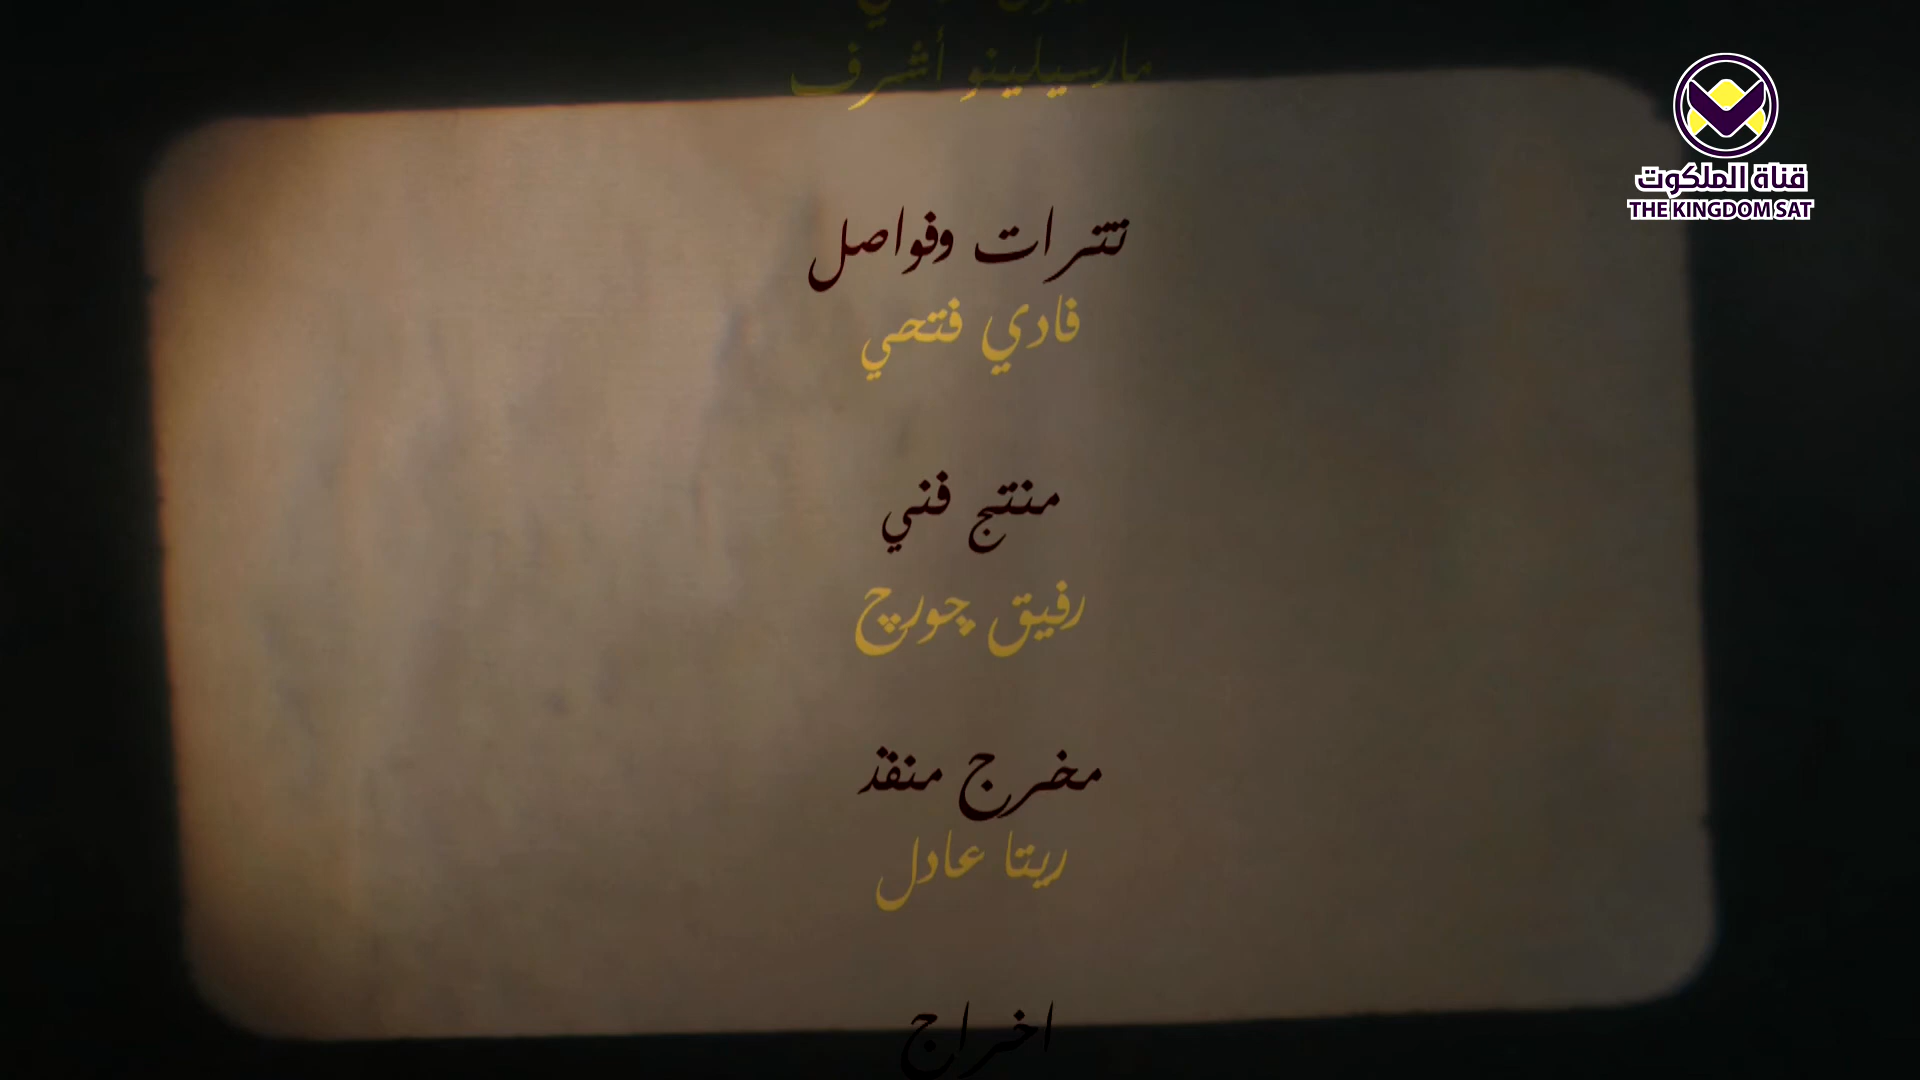 مارسيلينو أشرف
قناة الملكوت
THE KINGDOM SAT
تترات وفواصل
فادي فتحي
منتج فني
رفيق چورچ
مخرج منفذ
ريتا عادل
اخراج